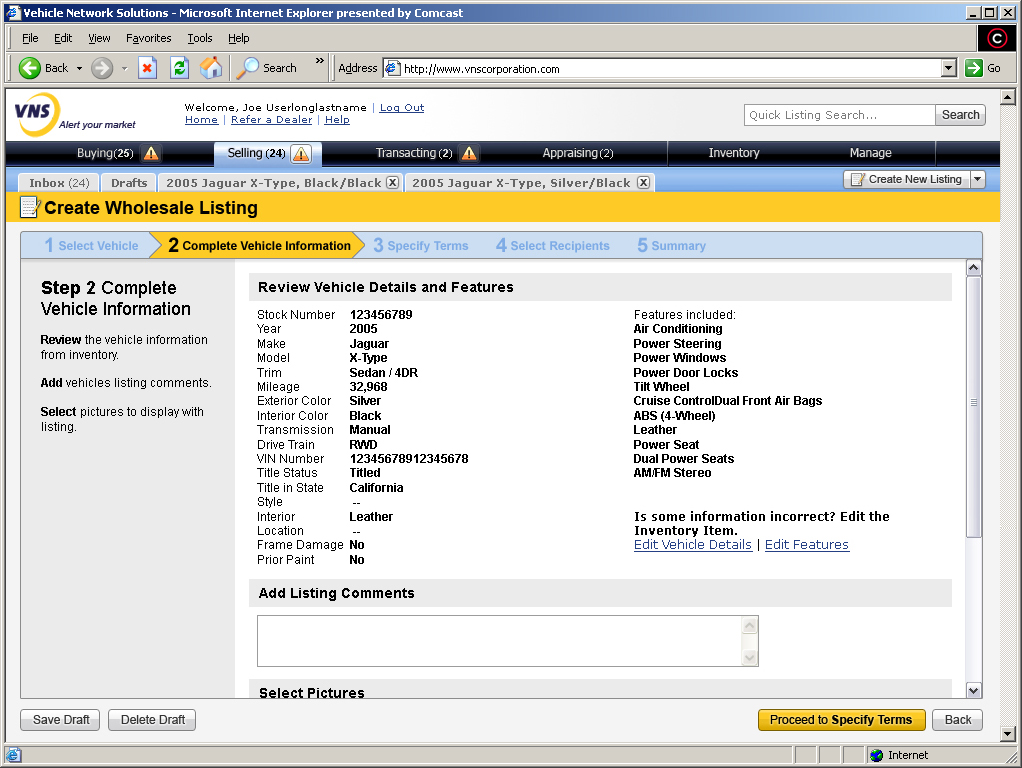 Vehicle Network Solutions - Microsoft Internet Explorer presented by Comcast
File Edit View Favorites Tools Help
Back Search » Address http://www.vnscorporation.com Go
VNS Alert your market
Welcome, Joe Userlonglastname | Log Out
Home | Refer a Dealer | Help
Quick Listing Search... Search
Buying(25) Selling (24) Transacting (2) Appraising(2) Inventory Manage
Inbox (24) Drafts 2005 Jaguar X-Type, Black/Black 2005 Jaguar X-Type, Silver/Black Create New Listing
Create Wholesale Listing
1 Select Vehicle 2 Complete Vehicle Information 3 Specify Terms 4 Select Recipients 5 Summary
Step 2 Complete
Vehicle Information
Review the vehicle information
from inventory.
Add vehicles listing comments.
Select pictures to display with
listing.
Review Vehicle Details and Features
Stock Number 123456789
Year 2005
Make Jaguar
Model X-Type
Trim Sedan / 4DR
Mileage 32,968
Exterior Color Silver
Interior Color Black
Transmission Manual
Drive Train RWD
VIN Number 12345678912345678
Title Status Titled
Title in State California
Style --
Interior Leather
Location --
Frame Damage No
Prior Paint No
Features included:
Air Conditioning
Power Steering
Power Windows
Power Door Locks
Tilt Wheel
Cruise ControlDual Front Air Bags
ABS (4-Wheel)
Leather
Power Seat
Dual Power Seats
AM/FM Stereo
Is some information incorrect? Edit the
Inventory Item.
Edit Vehicle Details | Edit Features
Add Listing Comments
Select Pictures
Save Draft Delete Draft Proceed to Specify Terms Back
Internet